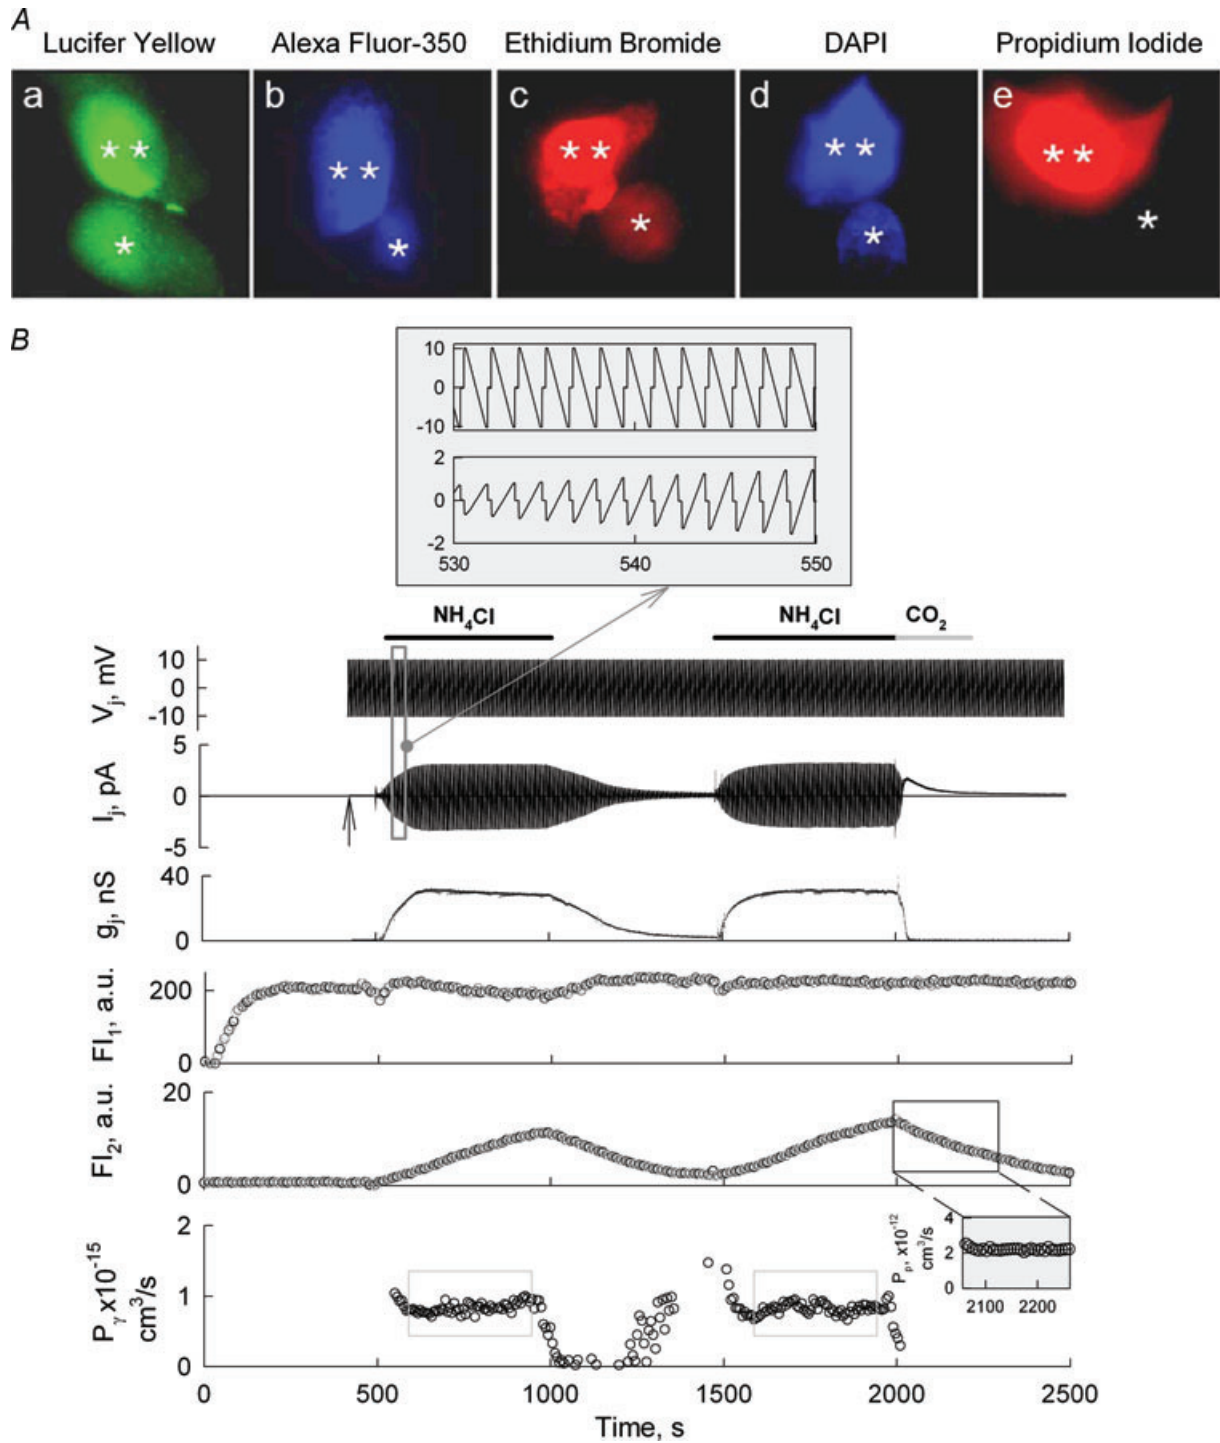 A
Lucifer Yellow Alexa Fluor-350 Ethidium Bromide DAPI Propidium Iodide
a b c d e
** ** ** ** **
* * * * *
B
10
0
-10
2
0
-2
530 540 550
NH4Cl NH4Cl CO2
Vj, mV
10
0
-10
Ij, pA
5
0
-5
gj, nS
40
0
FI1, a.u.
200
0
FI2, a.u.
20
0
Pp, x10-12
cm3/s
4
2
0
2100 2200
Pγ x10-15
cm3/s
2
1
0
0 500 1000 1500 2000 2500
Time, s